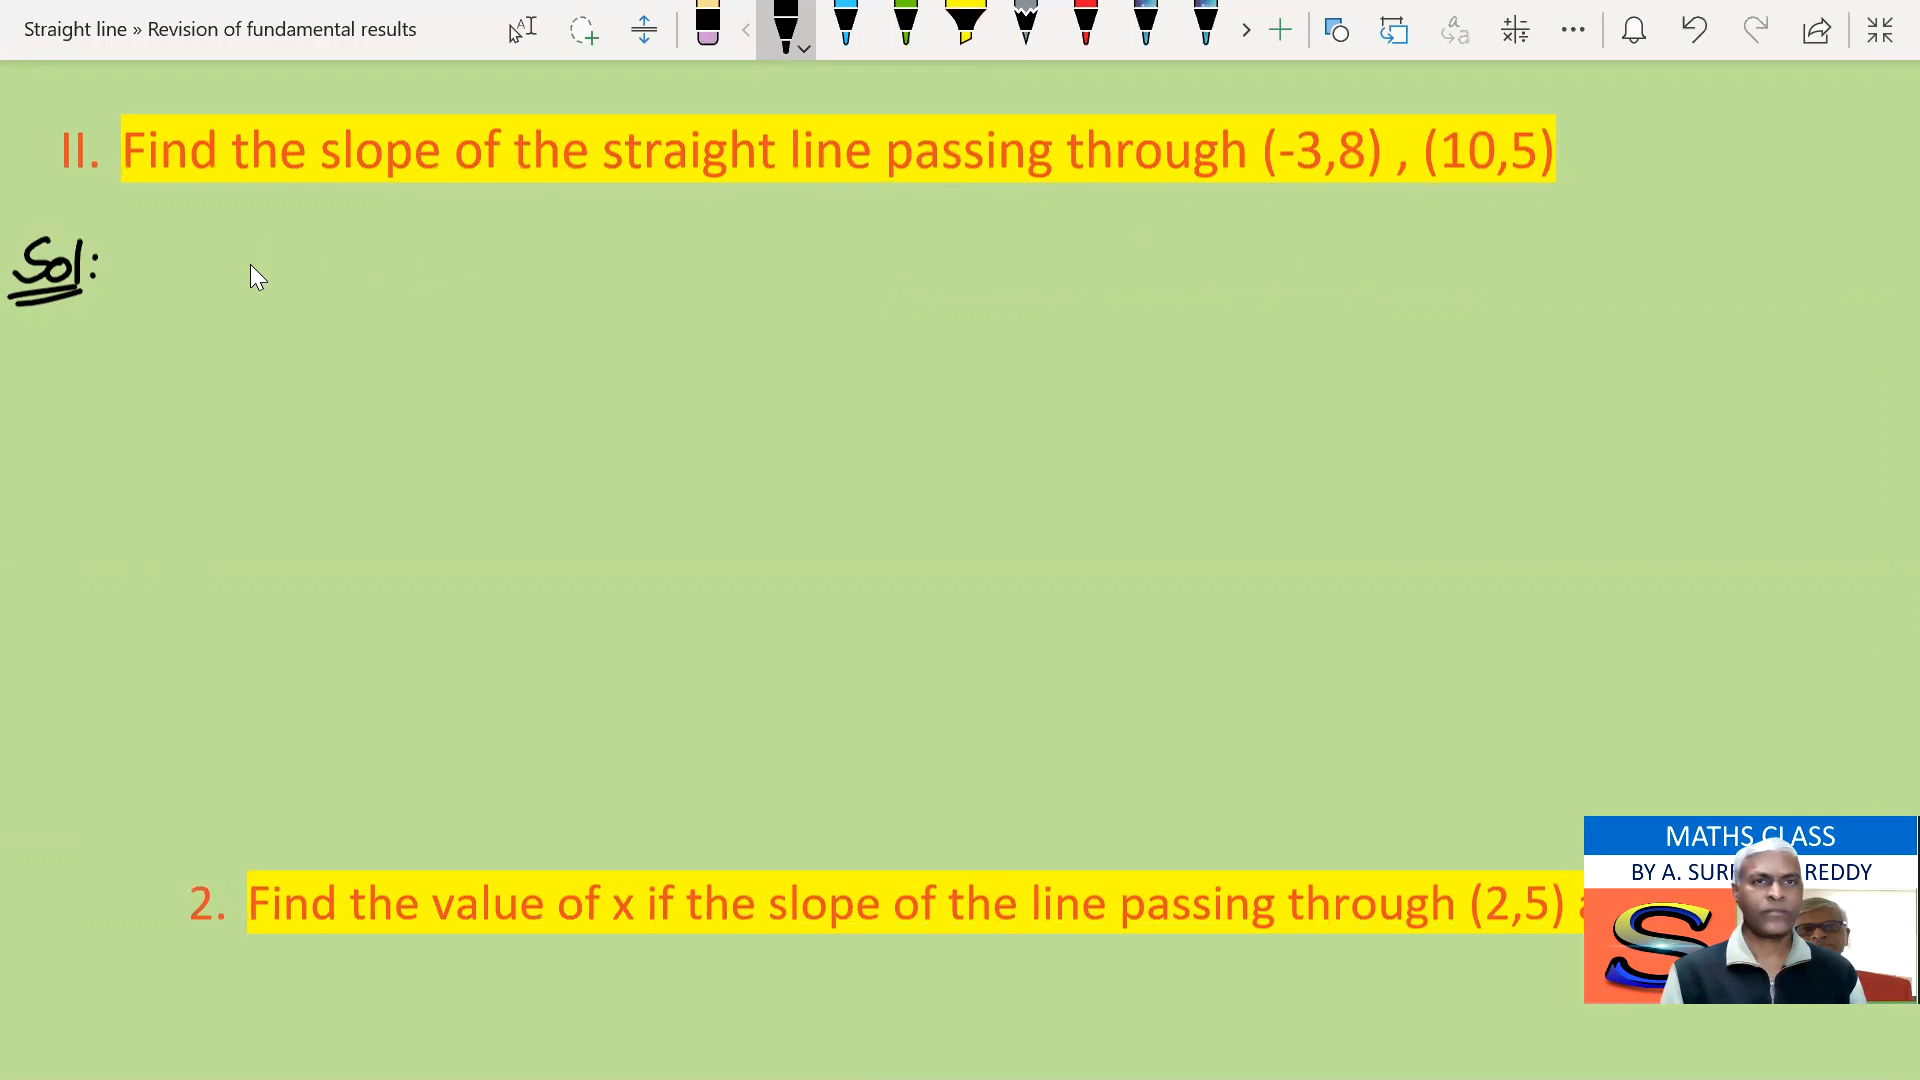 Straight line » Revision of fundamental results
II. Find the slope of the straight line passing through (-3,8) , (10,5)
Sol:
2. Find the value of x if the slope of the line passing through (2,5)
MATHS CLASS
BY A. REDDY
S